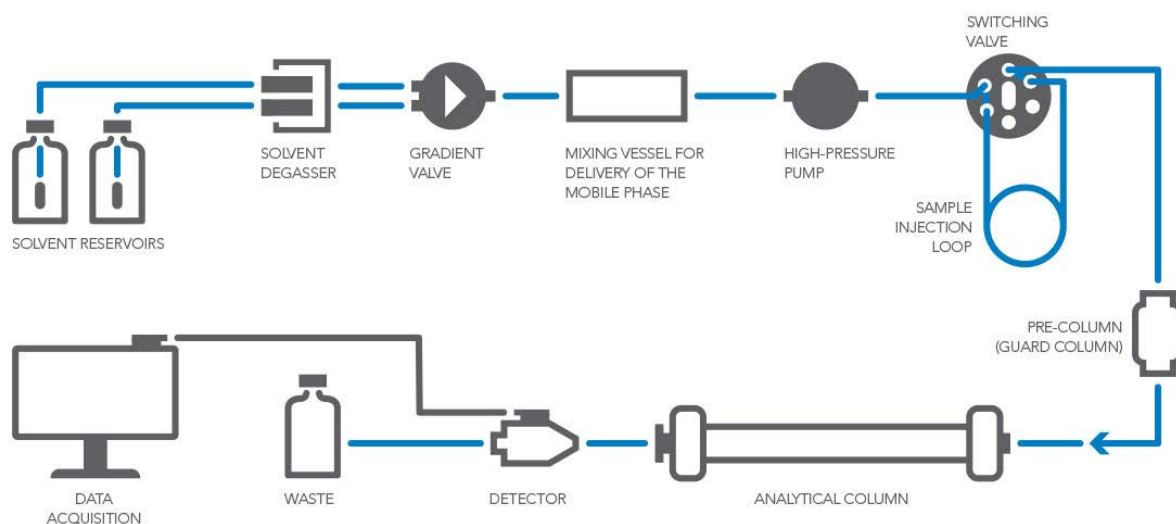 SWITCHING
VALVE
SOLVENT
DEGASSER
GRADIENT
VALVE
MIXING VESSEL FOR
DELIVERY OF THE
MOBILE PHASE
HIGH-PRESSURE
PUMP
SAMPLE
INJECTION
LOOP
SOLVENT RESERVOIRS
PRE-COLUMN
(GUARD COLUMN)
DATA
ACQUISITION
WASTE
DETECTOR
ANALYTICAL COLUMN